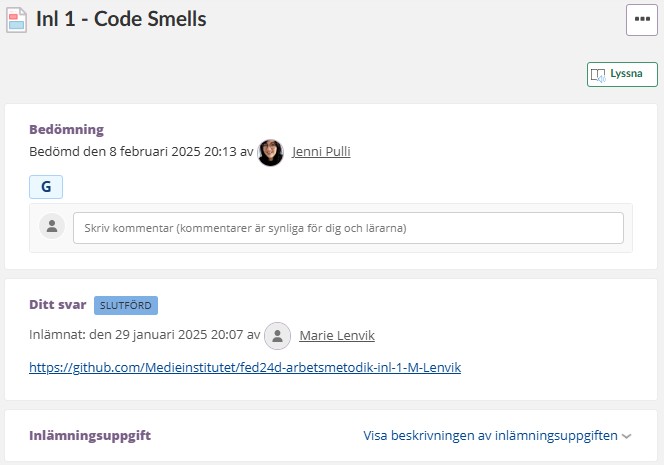 Inl 1 - Code Smells
Lyssna
Bedömning
Bedömd den 8 februari 2025 20:13 av Jenni Pulli
G
Skriv kommentar (kommentarer är synliga för dig och lärarna)
Ditt svar SLUTFÖRD
Inlämnat: den 29 januari 2025 20:07 av Marie Lenvik
https://github.com/Medieinstitutet/fed24d-arbetsmetodik-inl-1-M-Lenvik
Inlämningsuppgift Visa beskrivningen av inlämningsuppgiften